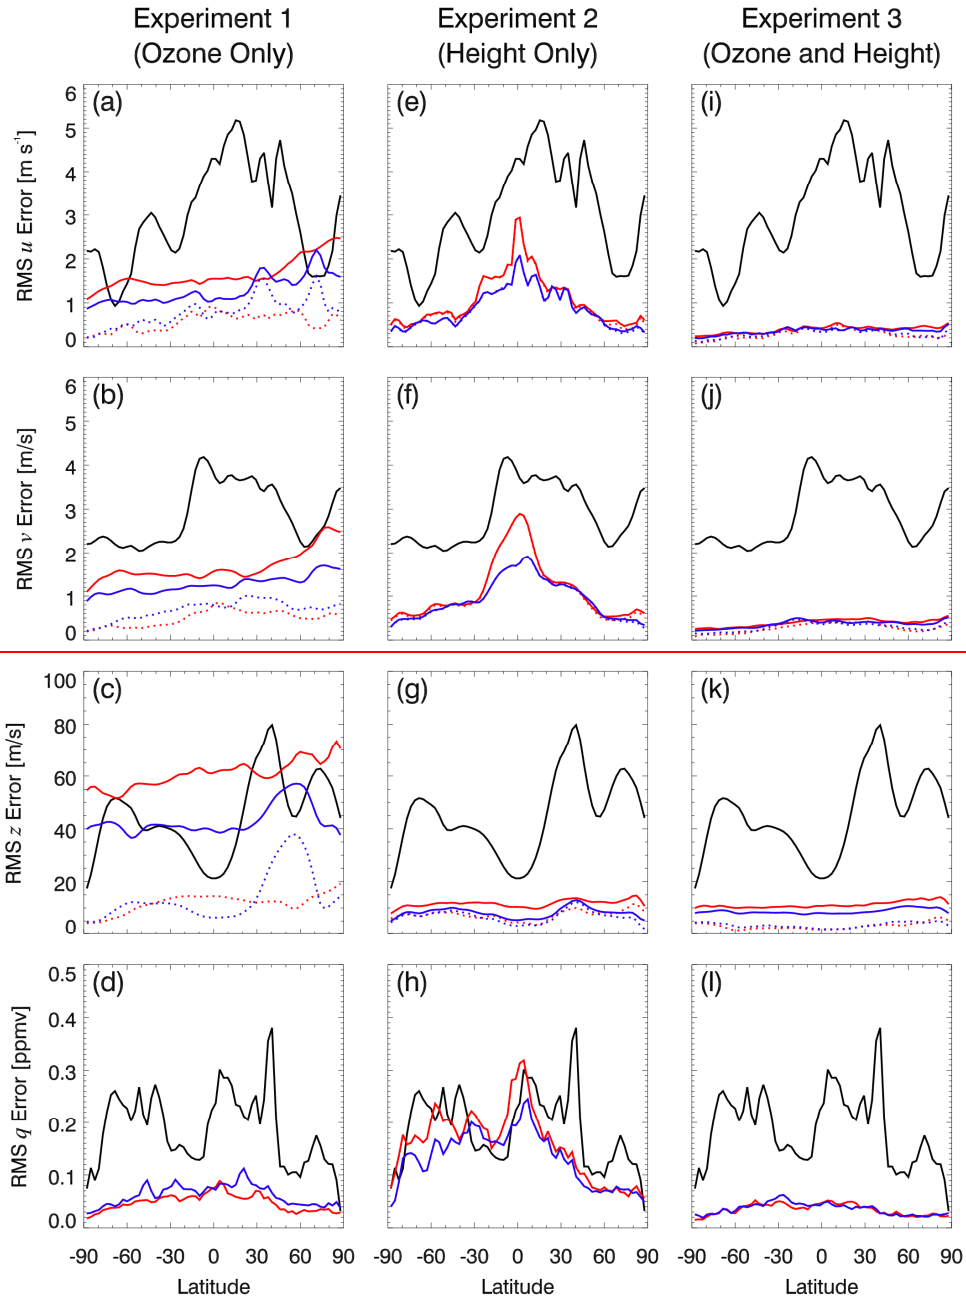 Experiment 1 Experiment 2 Experiment 3
(Ozone Only) (Height Only) (Ozone and Height)
RMS u Error [m s⁻¹]
6
5
4
3
2
1
0
(a) (e) (i)
RMS v Error [m/s]
6
5
4
3
2
1
0
(b) (f) (j)
RMS z Error [m/s]
100
80
60
40
20
0
(c) (g) (k)
RMS q Error [ppmv]
0.5
0.4
0.3
0.2
0.1
0.0
(d) (h) (l)
-90 -60 -30 0 30 60 90 -60 -30 0 30 60 90 -60 -30 0 30 60 90
Latitude Latitude Latitude